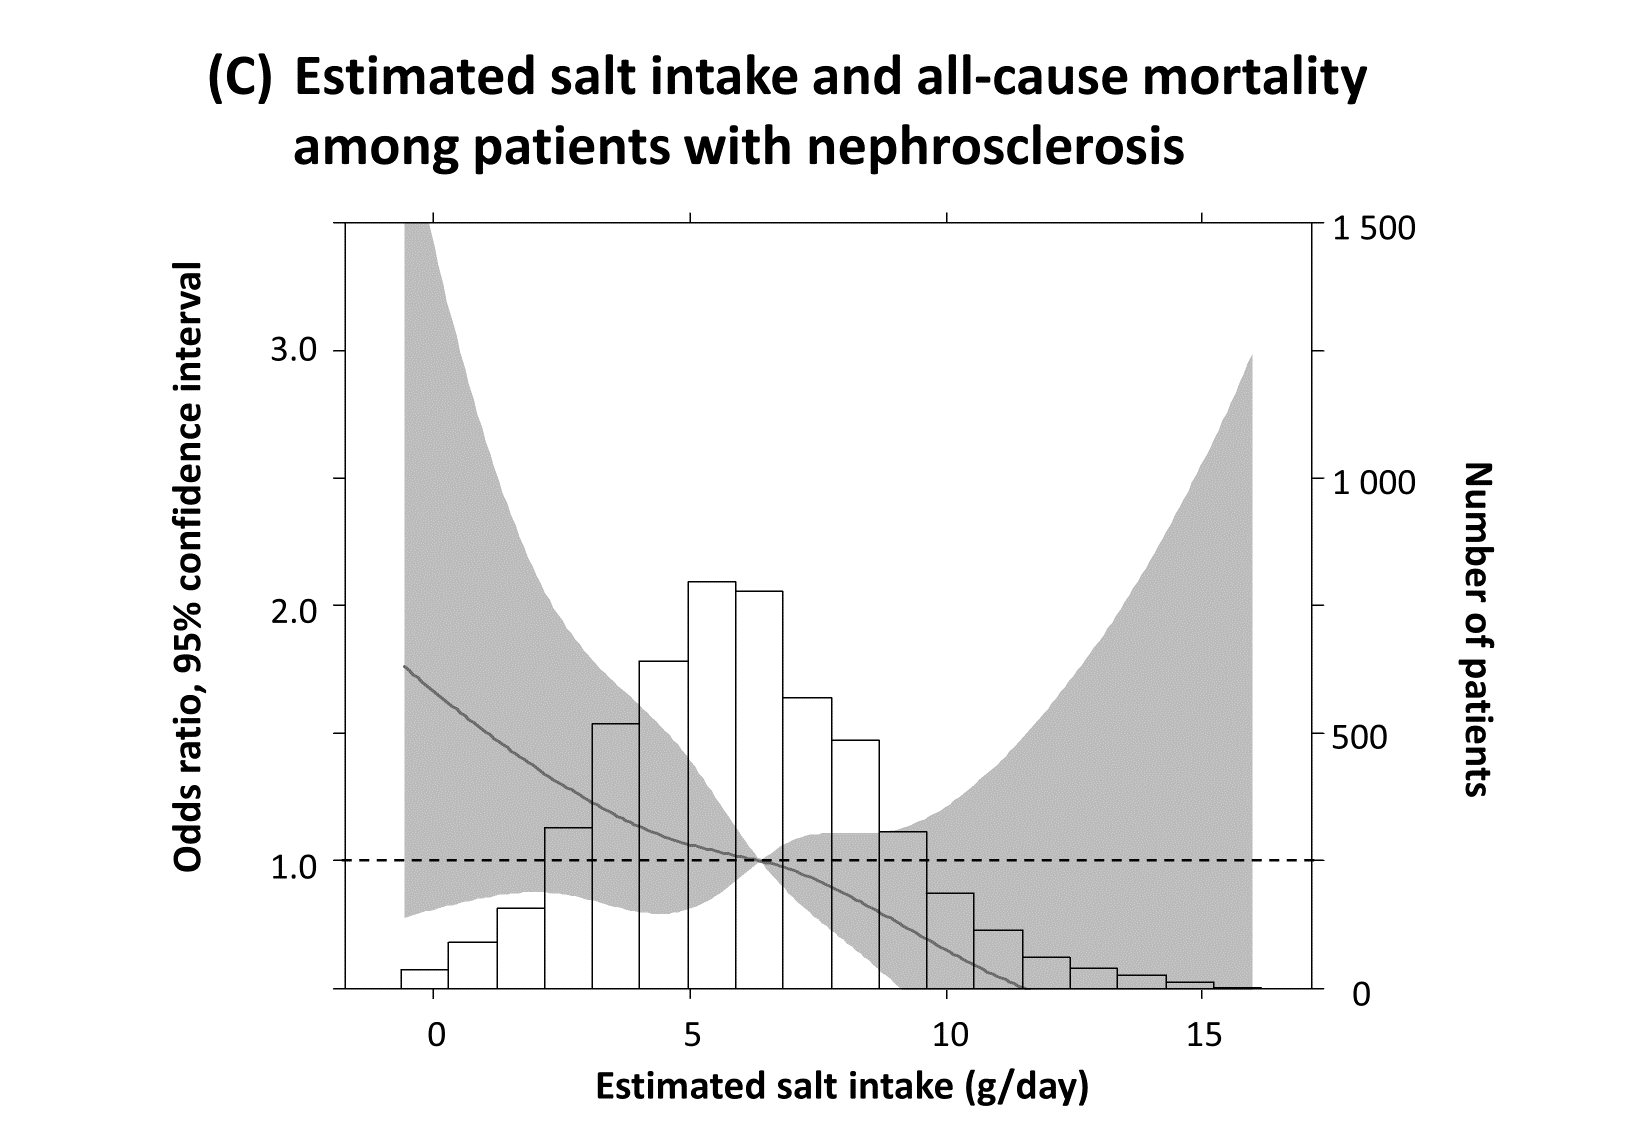 (C) Estimated salt intake and all-cause mortality
among patients with nephrosclerosis
Odds ratio, 95% confidence interval
3.0
2.0
1.0
1 500
1 000
500
0
Number of patients
0
5
10
15
Estimated salt intake (g/day)